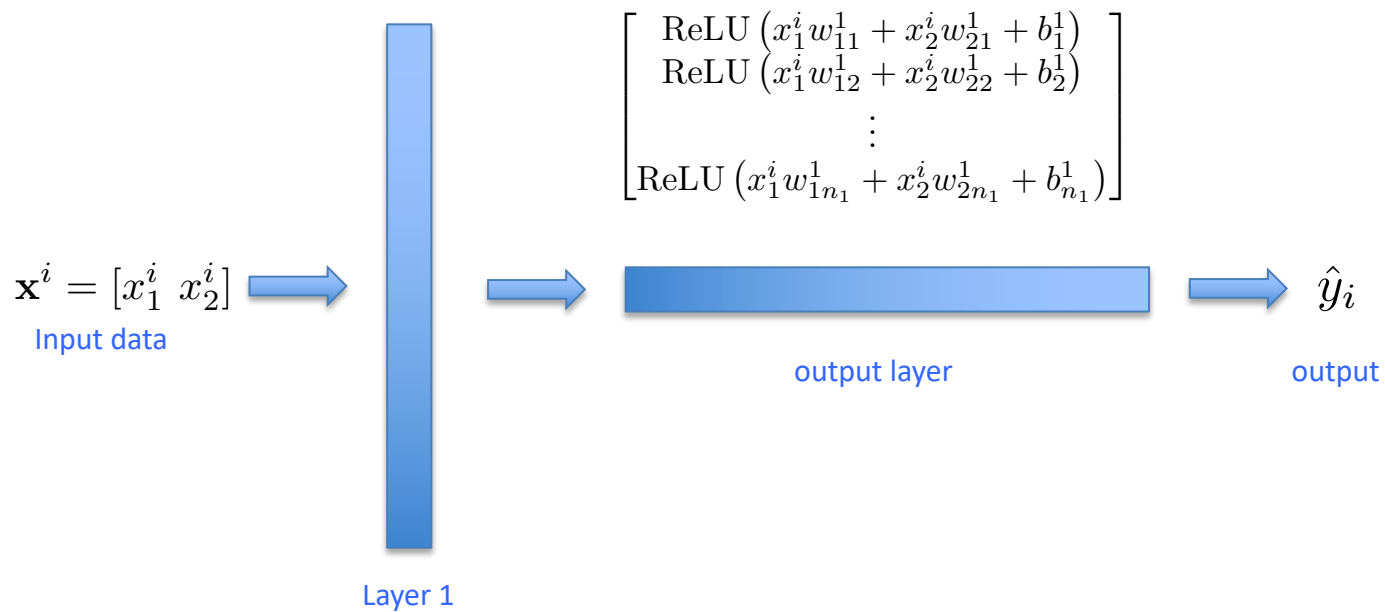 ReLU (x_1^i w_{11}^1 + x_2^i w_{21}^1 + b_1^1)
ReLU (x_1^i w_{12}^1 + x_2^i w_{22}^1 + b_2^1)
⋮
ReLU (x_1^i w_{1n_1}^1 + x_2^i w_{2n_1}^1 + b_{n_1}^1)
𝐱^i = [x_1^i x_2^i]
Input data
ŷ_i
output layer
output
Layer 1